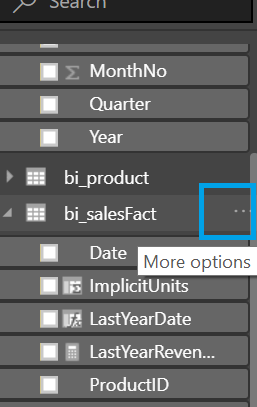 Search
MonthNo
Quarter
Year
bi_product
bi_salesFact
Date
More options
ImplicitUnits
LastYearDate
LastYearReven...
ProductID